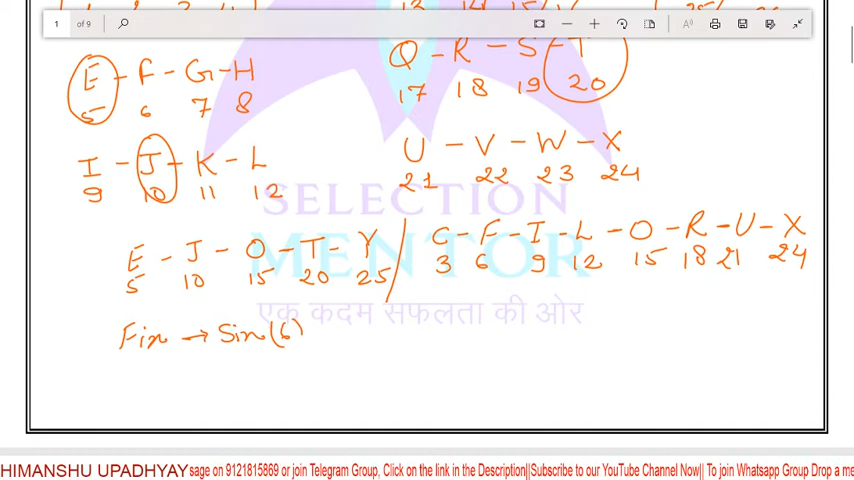 1 of 9
E - F - G - H
5 6 7 8
Q - R - S - T
17 18 19 20
I - J - K - L
9 10 11 12
U - V - W - X
21 22 23 24
SELECTION
MENTOR
एक कदम सफलता की ओर
E - J - O - T - Y
5 10 15 20 25
C - F - I - L - O - R - U - X
3 6 9 12 15 18 21 24
Fix → Six(6)
HIMANSHU UPADHYAY sage on 9121815869 or join Telegram Group, Click on the link in the Description||Subscribe to our YouTube Channel Now|| To join Whatsapp Group Drop a me